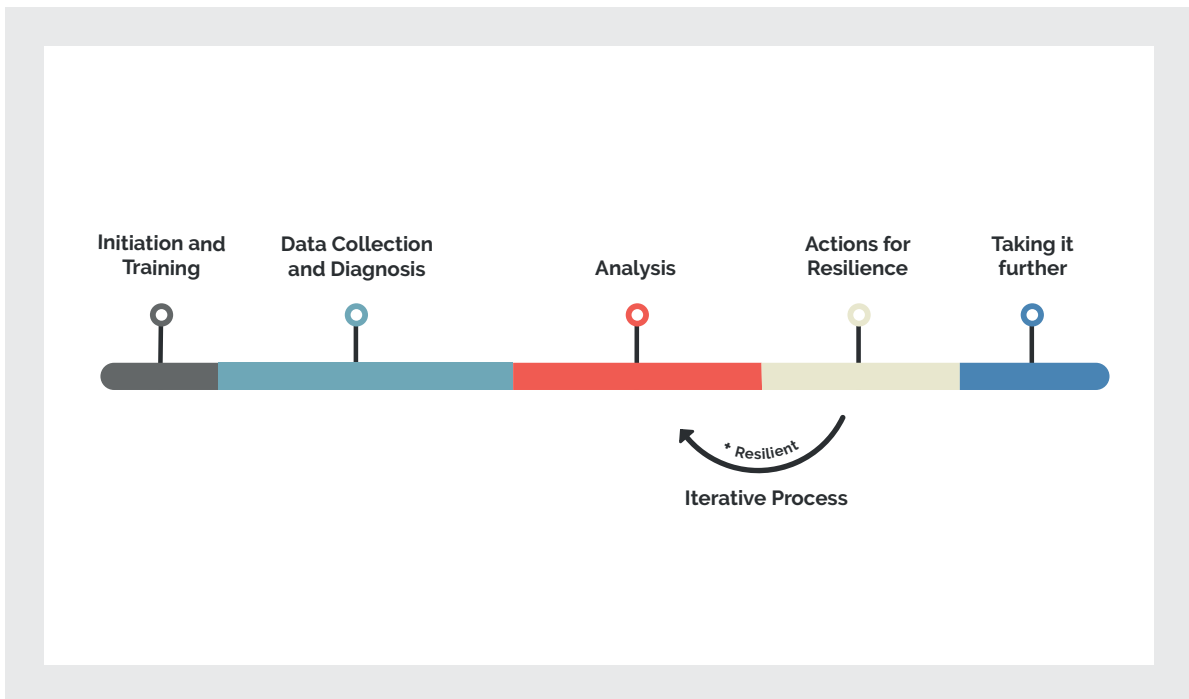 Initiation and
Training
Data Collection
and Diagnosis
Analysis
Actions for
Resilience
Taking it
further
+ Resilient
Iterative Process